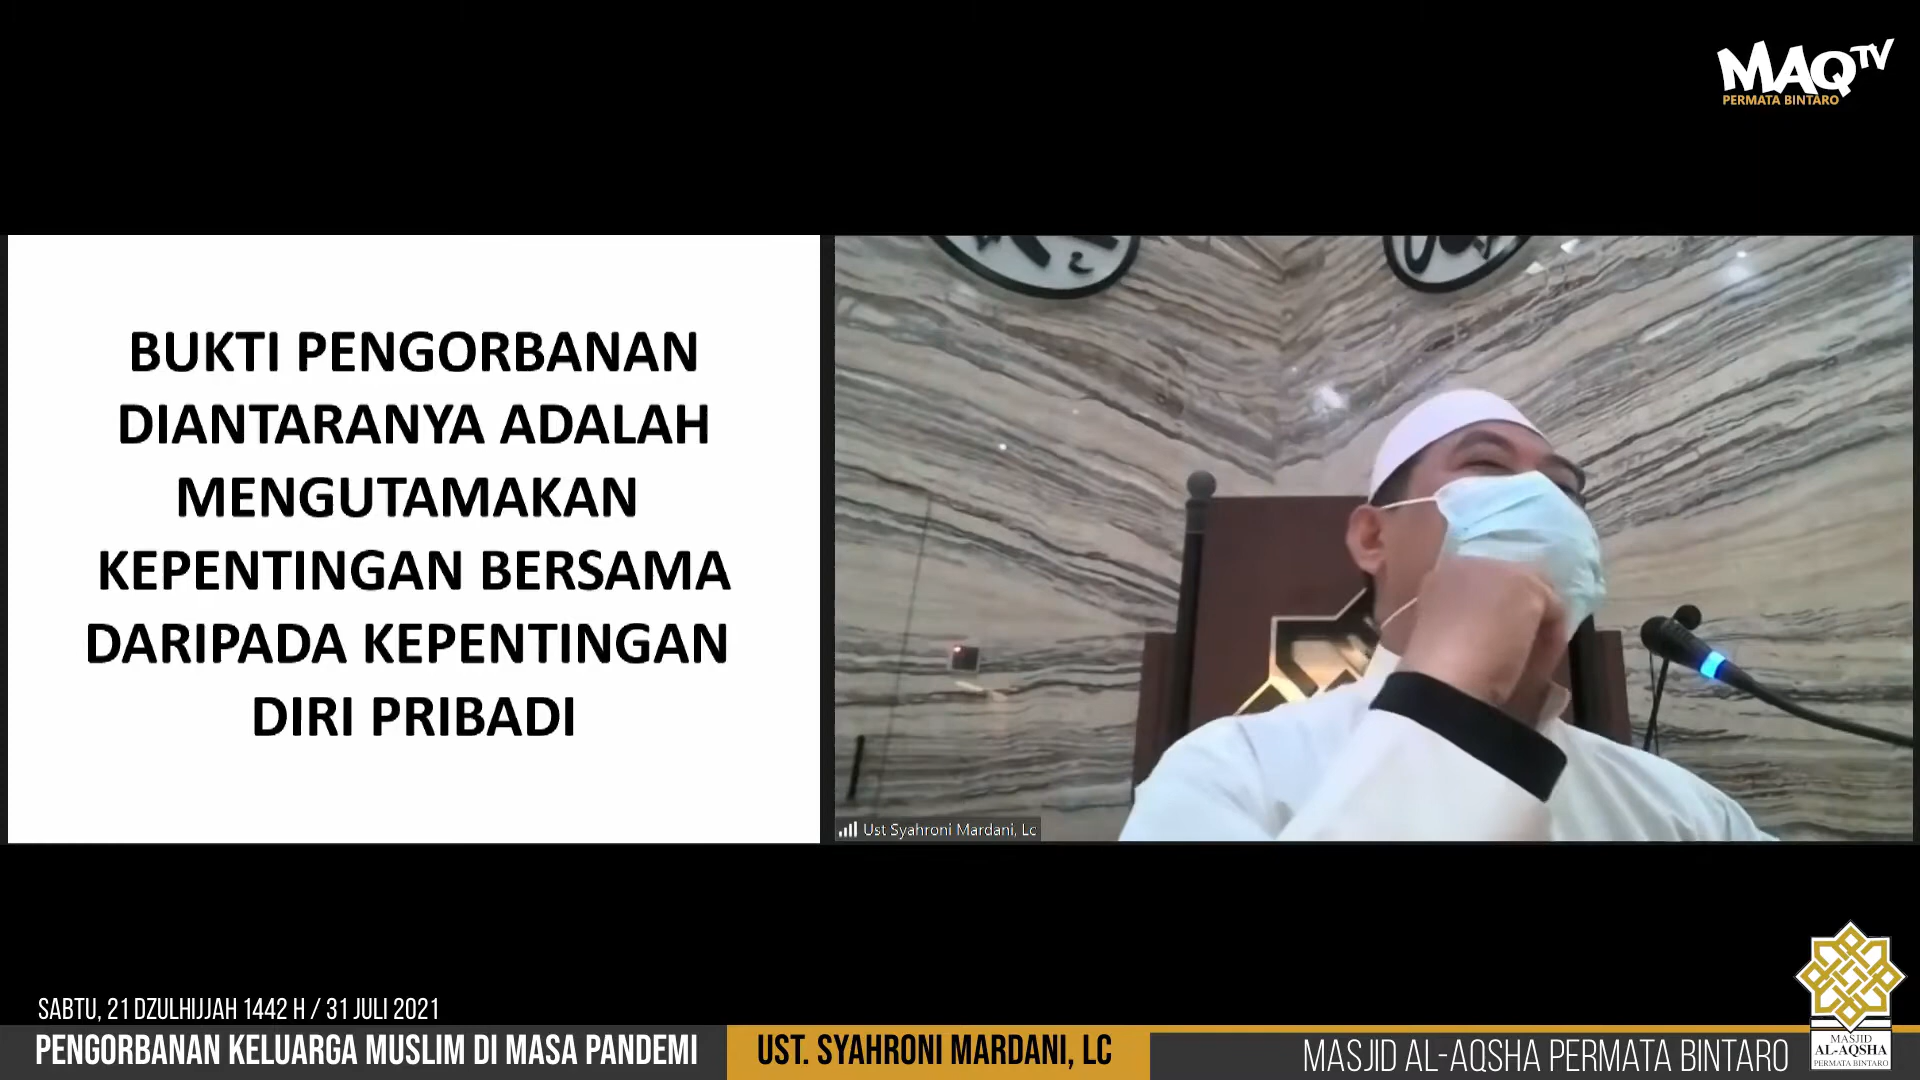 MAQTV
PERMATA BINTARO
BUKTI PENGORBANAN
DIANTARANYA ADALAH
MENGUTAMAKAN
KEPENTINGAN BERSAMA
DARIPADA KEPENTINGAN
DIRI PRIBADI
Ust Syahroni Mardani, Lc
SABTU, 21 DZULHIJJAH 1442 H / 31 JULI 2021
PENGORBANAN KELUARGA MUSLIM DI MASA PANDEMI
UST. SYAHRONI MARDANI, LC
MASJID AL-AQSHA PERMATA BINTARO
MASJID
AL-AQSHA
PERMATA BINTARO